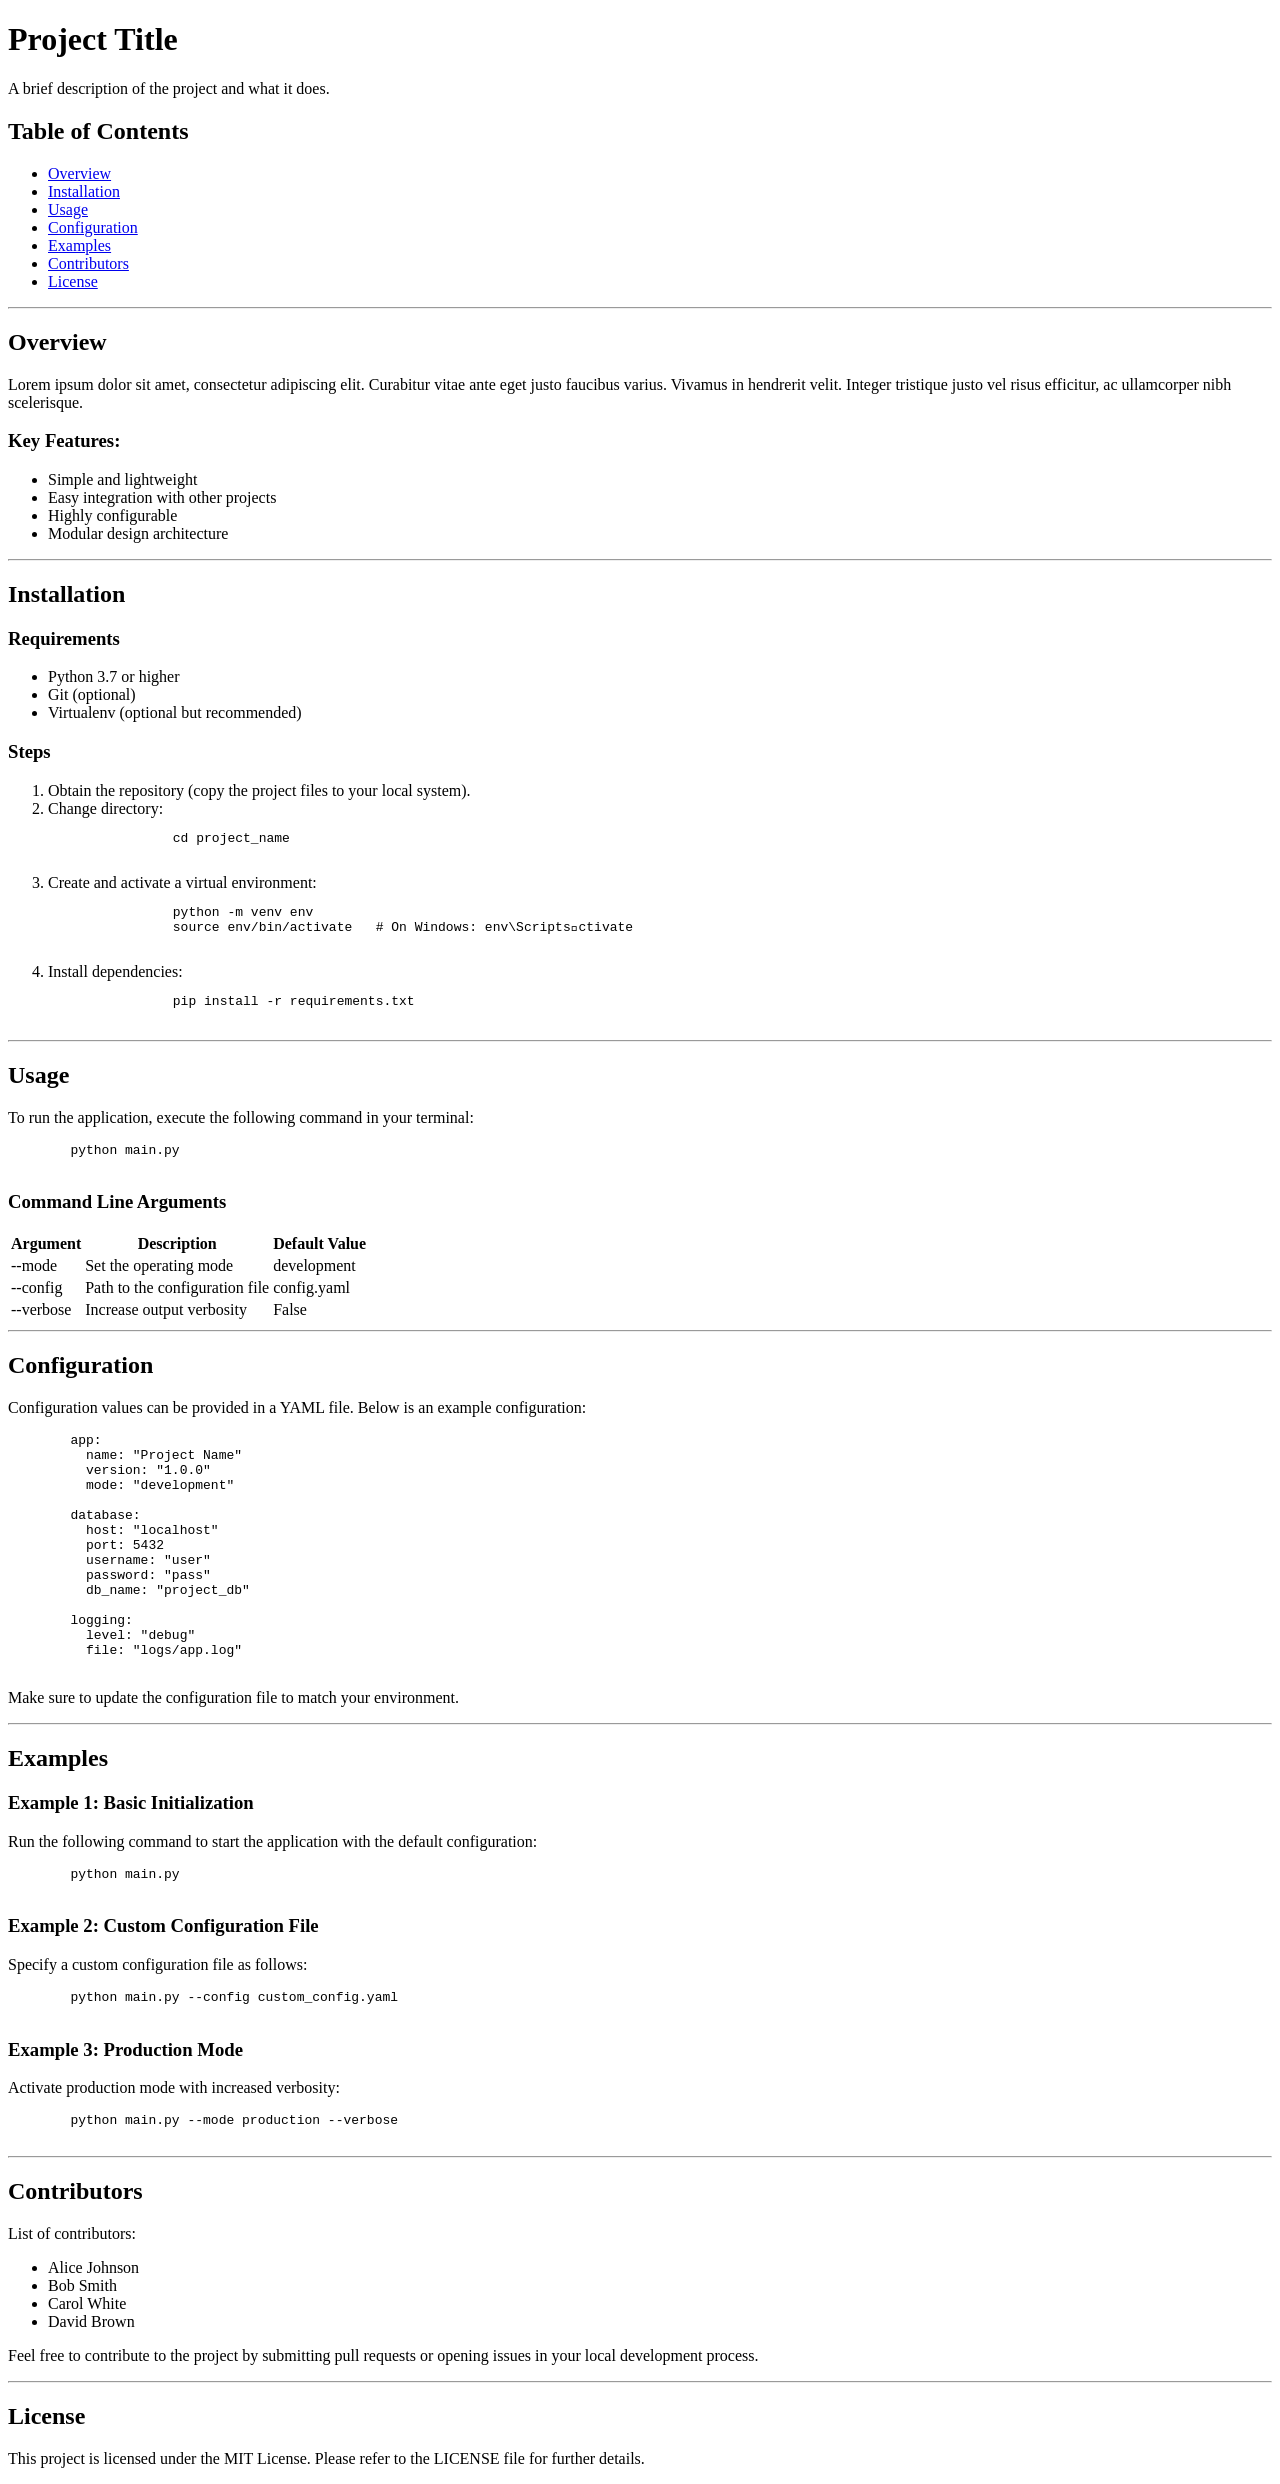 Project Title
A brief description of the project and what it does.
Table of Contents
Overview
Installation
Usage
Configuration
Examples
Contributors
License
Overview
Lorem ipsum dolor sit amet, consectetur adipiscing elit. Curabitur vitae ante eget justo faucibus varius. Vivamus in hendrerit velit. Integer tristique justo vel risus efficitur, ac ullamcorper nibh
scelerisque.
Key Features:
Simple and lightweight
Easy integration with other projects
Highly configurable
Modular design architecture
Installation
Requirements
Python 3.7 or higher
Git (optional)
Virtualenv (optional but recommended)
Steps
1. Obtain the repository (copy the project files to your local system).
2. Change directory:
cd project_name
3. Create and activate a virtual environment:
python -m venv env
source env/bin/activate   # On Windows: env\Scripts▫ctivate
4. Install dependencies:
pip install -r requirements.txt
Usage
To run the application, execute the following command in your terminal:
python main.py
Command Line Arguments
Argument Description Default Value
--mode Set the operating mode development
--config Path to the configuration file config.yaml
--verbose Increase output verbosity False
Configuration
Configuration values can be provided in a YAML file. Below is an example configuration:
app:
  name: "Project Name"
  version: "1.0.0"
  mode: "development"
database:
  host: "localhost"
  port: 5432
  username: "user"
  password: "pass"
  db_name: "project_db"
logging:
  level: "debug"
  file: "logs/app.log"
Make sure to update the configuration file to match your environment.
Examples
Example 1: Basic Initialization
Run the following command to start the application with the default configuration:
python main.py
Example 2: Custom Configuration File
Specify a custom configuration file as follows:
python main.py --config custom_config.yaml
Example 3: Production Mode
Activate production mode with increased verbosity:
python main.py --mode production --verbose
Contributors
List of contributors:
Alice Johnson
Bob Smith
Carol White
David Brown
Feel free to contribute to the project by submitting pull requests or opening issues in your local development process.
License
This project is licensed under the MIT License. Please refer to the LICENSE file for further details.